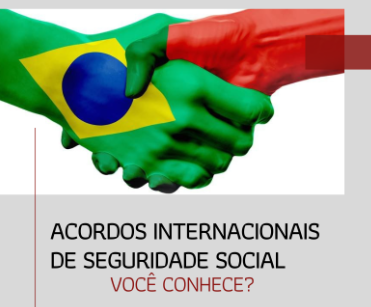 ACORDOS INTERNACIONAIS
DE SEGURIDADE SOCIAL
VOCÊ CONHECE?